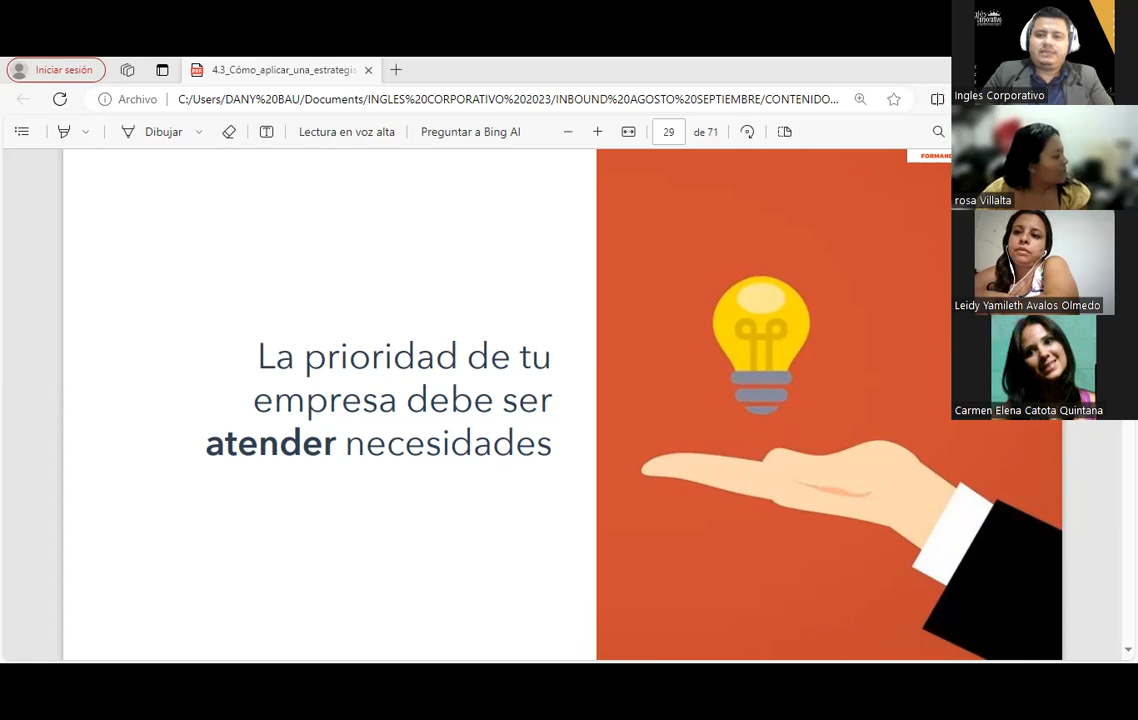 Iniciar sesión
4.3_Cómo_aplicar_una_estrategia
Archivo
C:/Users/DANY%20BAU/Documents/INGLES%20CORPORATIVO%202023/INBOUND%20AGOSTO%20SEPTIEMBRE/CONTENIDO...
Dibujar
Lectura en voz alta
Preguntar a Bing AI
29
de 71
La prioridad de tu
empresa debe ser
atender necesidades
Ingles Corporativo
rosa Villalta
Leidy Yamileth Avalos Olmedo
Carmen Elena Catota Quintana